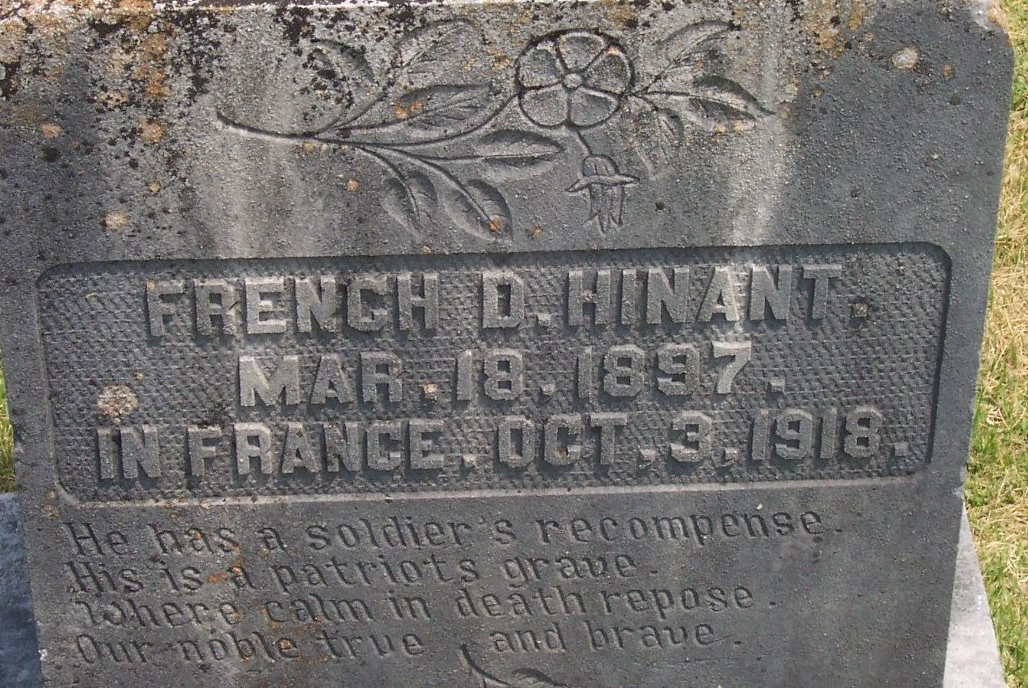 FRENCH D. HINANT.
MAR. 18. 1897.
IN FRANCE. OCT. 3. 1918.
He has a soldier's recompense.
His is a patriots grave.
Where calm in death repose.
Our noble true and brave.